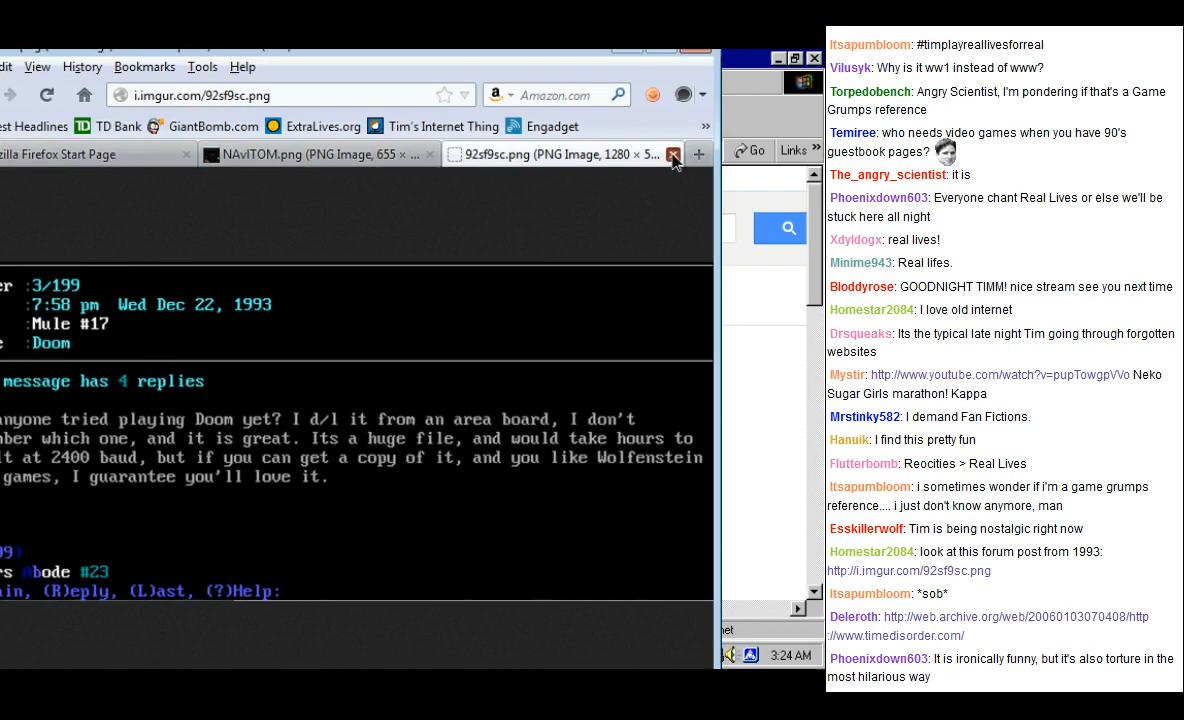 dit View History Bookmarks Tools Help
i.imgur.com/92sf9sc.png
Amazon.com
est Headlines TD TD Bank GiantBomb.com ExtraLives.org Tim's Internet Thing Engadget »
zilla Firefox Start Page × NAvITOM.png (PNG Image, 655 × ... × 92sf9sc.png (PNG Image, 1280 × 5... +
Go Links »
er :3/199
:7:58 pm Wed Dec 22, 1993
:Mule #17
e :Doom
message has 4 replies
anyone tried playing Doom yet? I d/l it from an area board, I don't
mber which one, and it is great. Its a huge file, and would take hours to
it at 2400 baud, but if you can get a copy of it, and you like Wolfenstein
games, I guarantee you'll love it.
99)
rs Abode #23
ain, (R)eply, (L)ast, (?)Help:
net
3:24 AM
Itsapumbloom: #timplayreallivesforreal
Vilusyk: Why is it ww1 instead of www?
Torpedobench: Angry Scientist, I'm pondering if that's a Game
Grumps reference
Temiree: who needs video games when you have 90's
guestbook pages?
The_angry_scientist: it is
Phoenixdown603: Everyone chant Real Lives or else we'll be
stuck here all night
Xdyldogx: real lives!
Minime943: Real lifes.
Bloddyrose: GOODNIGHT TIMM! nice stream see you next time
Homestar2084: I love old internet
Drsqueaks: Its the typical late night Tim going through forgotten
websites
Mystir: http://www.youtube.com/watch?v=pupTowgpVVo Neko
Sugar Girls marathon! Kappa
Mrstinky582: I demand Fan Fictions.
Hanuik: I find this pretty fun
Flutterbomb: Reocities > Real Lives
Itsapumbloom: i sometimes wonder if i'm a game grumps
reference.... i just don't know anymore, man
Esskillerwolf: Tim is being nostalgic right now
Homestar2084: look at this forum post from 1993:
http://i.imgur.com/92sf9sc.png
Itsapumbloom: *sob*
Deleroth: http://web.archive.org/web/20060103070408/http
://www.timedisorder.com/
Phoenixdown603: It is ironically funny, but it's also torture in the
most hilarious way